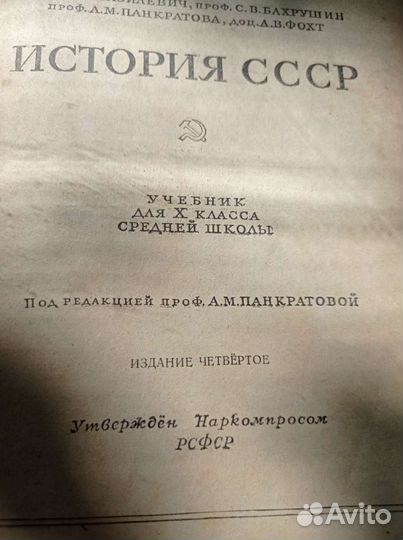 ПРОФ. С.В. БАХРУШИН
ПРОФ. А.М. ПАНКРАТОВА, ДОЦ. А.В. ФОХТ
ИСТОРИЯ СССР
УЧЕБНИК
ДЛЯ X КЛАССА
СРЕДНЕЙ ШКОЛЫ
ПОД РЕДАКЦИЕЙ ПРОФ. А.М. ПАНКРАТОВОЙ
ИЗДАНИЕ ЧЕТВЁРТОЕ
Утверждён Наркомпросом
РСФСР
Avito